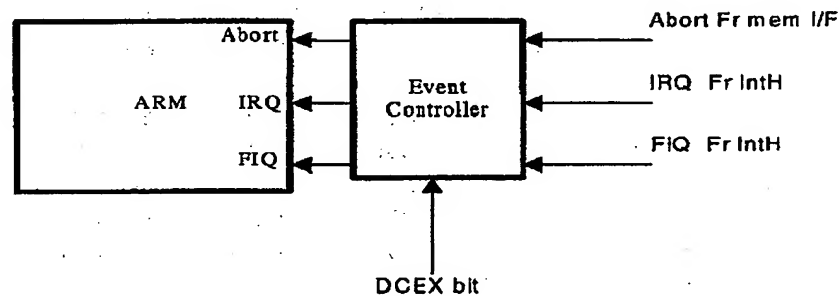 Abort
Abort Fr mem I/F
Event
Controller
ARM
IRQ
IRQ Fr IntH
FIQ
FIQ Fr IntH
DCEX bit